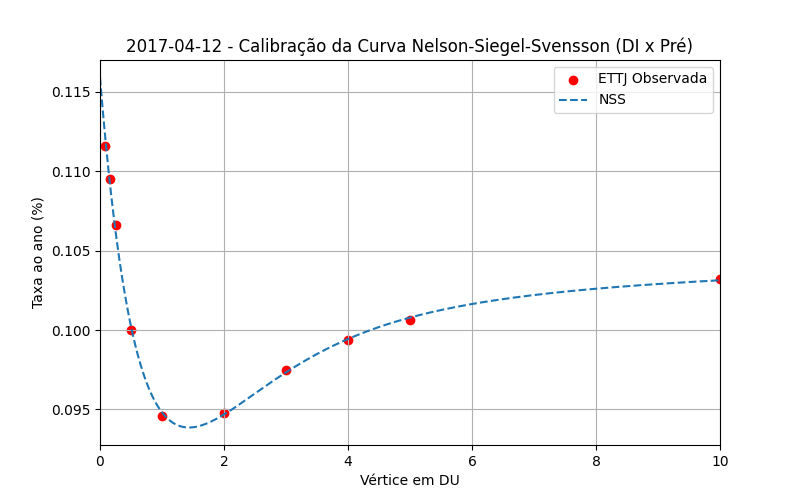 2017-04-12 - Calibração da Curva Nelson-Siegel-Svensson (DI x Pré)
ETTJ Observada
NSS
Taxa ao ano (%)
0.115
0.110
0.105
0.100
0.095
0 2 4 6 8 10
Vértice em DU